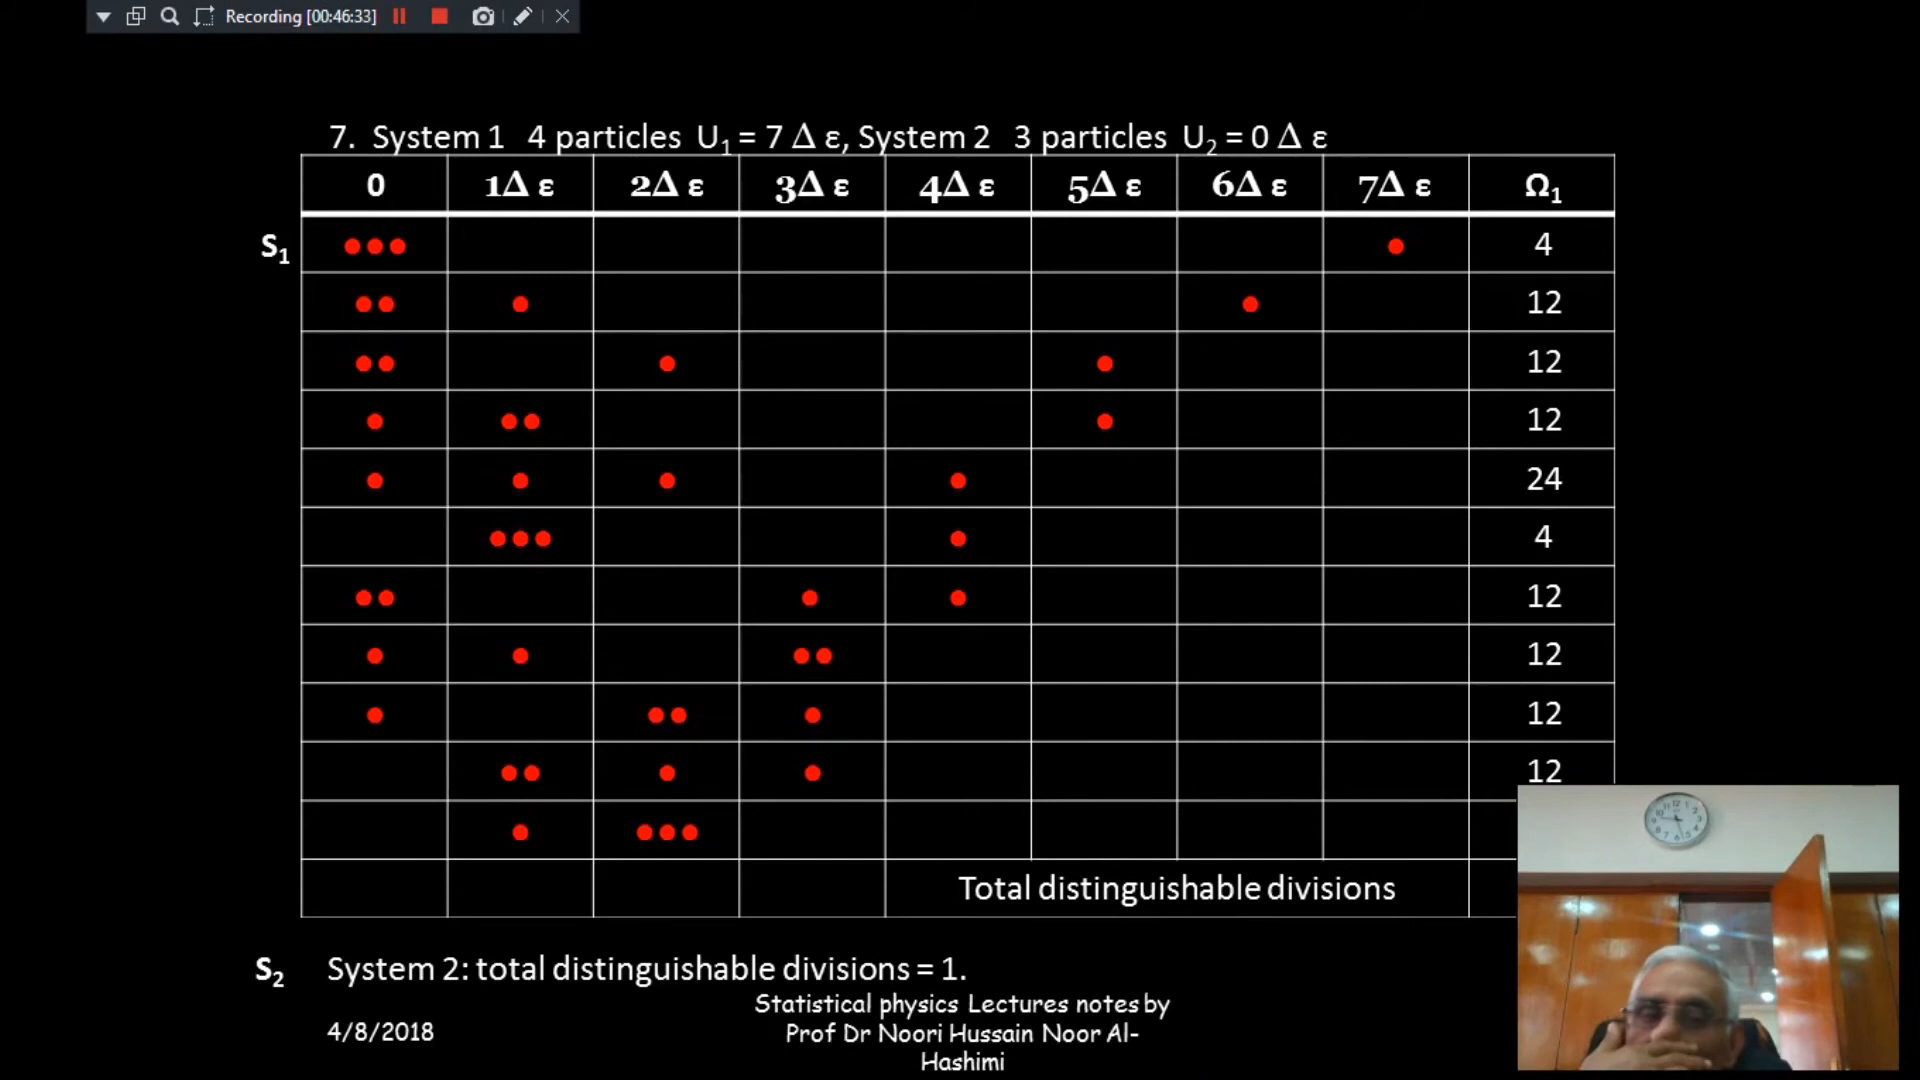 Recording [00:46:33]
7. System 1 4 particles U₁ = 7 Δ ε, System 2 3 particles U₂ = 0 Δ ε
0 1Δ ε 2Δ ε 3Δ ε 4Δ ε 5Δ ε 6Δ ε 7Δ ε Ω₁
S₁ 4
12
12
12
24
4
12
12
12
12
Total distinguishable divisions
S₂ System 2: total distinguishable divisions = 1.
Statistical physics Lectures notes by
4/8/2018 Prof Dr Noori Hussain Noor Al-
Hashimi